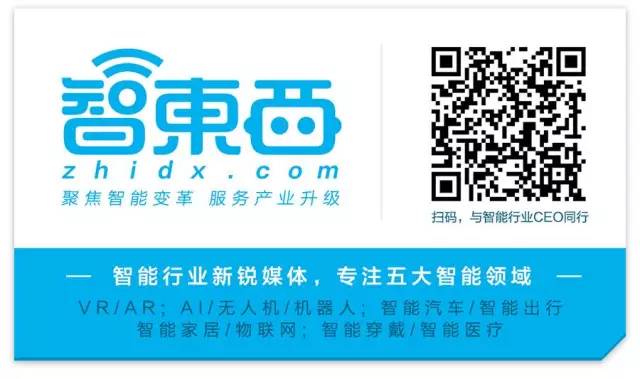 智東西
zhidx.com
聚焦智能变革 服务产业升级
扫码，与智能行业CEO同行
智能行业新锐媒体，专注五大智能领域
VR/AR；AI/无人机/机器人；智能汽车/智能出行
智能家居/物联网；智能穿戴/智能医疗